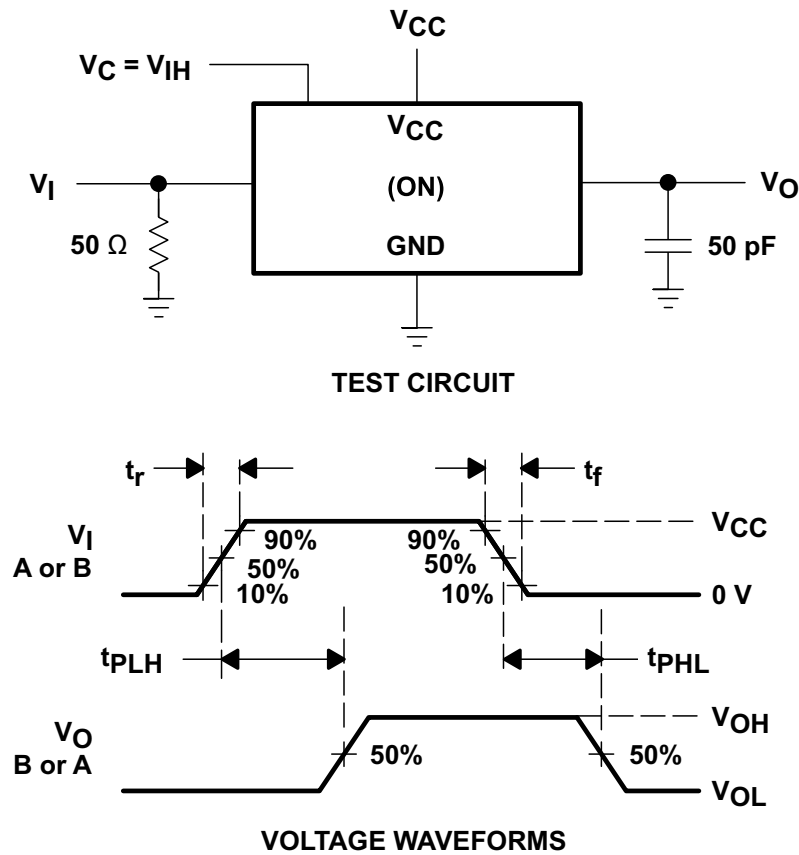 VCC
VC = VIH
VCC
VI
(ON)
VO
50 Ω
GND
50 pF
TEST CIRCUIT
tr
tf
VI
A or B
90%
50%
10%
90%
50%
10%
VCC
0 V
tPLH
tPHL
VO
B or A
50%
50%
VOH
VOL
VOLTAGE WAVEFORMS